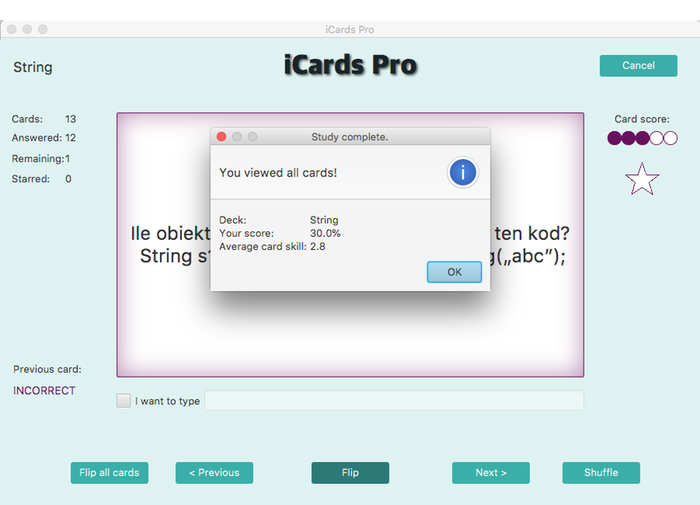 iCards Pro
String
iCards Pro
Cancel
Cards: 13
Answered: 12
Remaining: 1
Starred: 0
Card score:
Study complete.
You viewed all cards!
i
Deck: String
Your score: 30.0%
Average card skill: 2.8
OK
Ile obiekt ten kod?
String s („abc”);
Previous card:
INCORRECT
I want to type
Flip all cards
< Previous
Flip
Next >
Shuffle